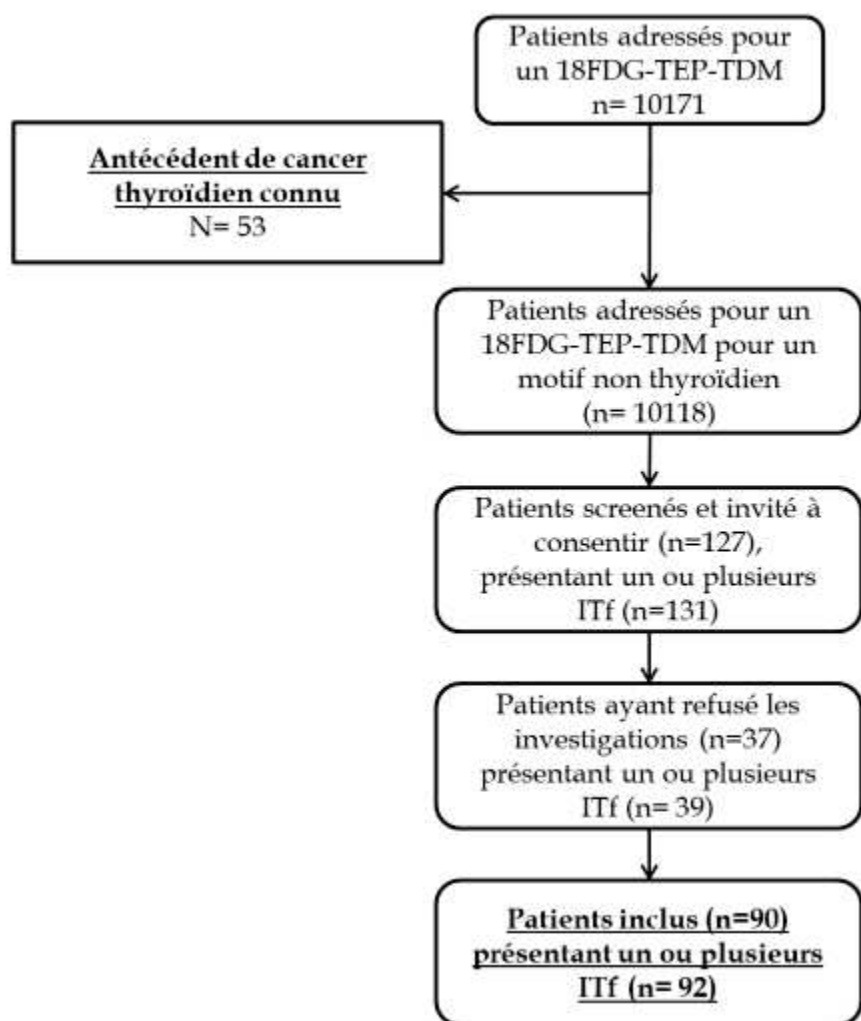 Patients adressés pour
un 18FDG-TEP-TDM
n= 10171
Antécédent de cancer
thyroïdien connu
N= 53
Patients adressés pour un
18FDG-TEP-TDM pour un
motif non thyroïdien
(n= 10118)
Patients screenés et invité à
consentir (n=127),
présentant un ou plusieurs
ITf (n=131)
Patients ayant refusé les
investigations (n=37)
présentant un ou plusieurs
ITf (n= 39)
Patients inclus (n=90)
présentant un ou plusieurs
ITf (n= 92)